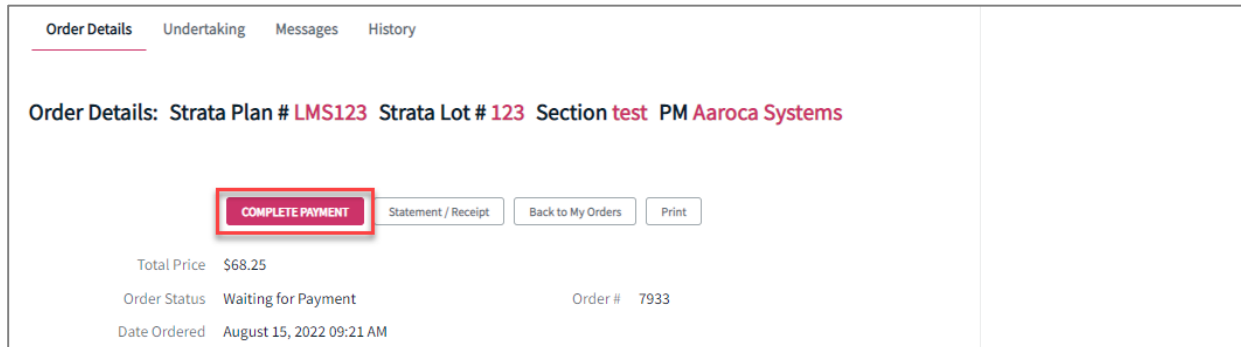 Order Details Undertaking Messages History
Order Details: Strata Plan # LMS123 Strata Lot # 123 Section test PM Aaroca Systems
COMPLETE PAYMENT Statement / Receipt Back to My Orders Print
Total Price $68.25
Order Status Waiting for Payment Order # 7933
Date Ordered August 15, 2022 09:21 AM